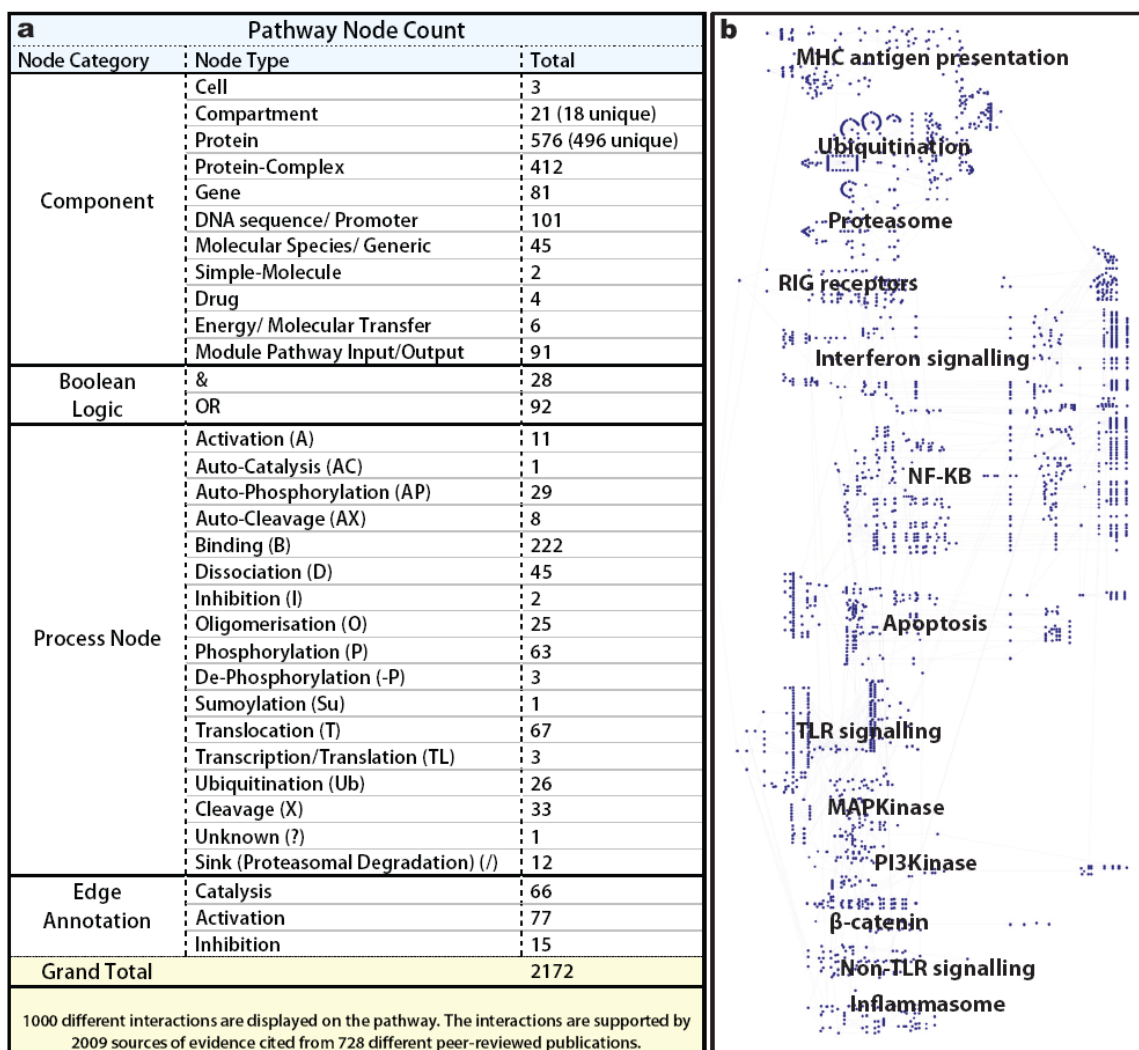 a
Pathway Node Count
Node Category Node Type Total
Component
Cell 3
Compartment 21 (18 unique)
Protein 576 (496 unique)
Protein-Complex 412
Gene 81
DNA sequence/ Promoter 101
Molecular Species/ Generic 45
Simple-Molecule 2
Drug 4
Energy/ Molecular Transfer 6
Module Pathway Input/Output 91
Boolean
Logic
& 28
OR 92
Process Node
Activation (A) 11
Auto-Catalysis (AC) 1
Auto-Phosphorylation (AP) 29
Auto-Cleavage (AX) 8
Binding (B) 222
Dissociation (D) 45
Inhibition (I) 2
Oligomerisation (O) 25
Phosphorylation (P) 63
De-Phosphorylation (-P) 3
Sumoylation (Su) 1
Translocation (T) 67
Transcription/Translation (TL) 3
Ubiquitination (Ub) 26
Cleavage (X) 33
Unknown (?) 1
Sink (Proteasomal Degradation) (/) 12
Edge
Annotation
Catalysis 66
Activation 77
Inhibition 15
Grand Total 2172
1000 different interactions are displayed on the pathway. The interactions are supported by
2009 sources of evidence cited from 728 different peer-reviewed publications.
b
MHC antigen presentation
Ubiquitination
Proteasome
RIG receptors
Interferon signalling
NF-KB
Apoptosis
TLR signalling
MAPKinase
PI3Kinase
β-catenin
Non-TLR signalling
Inflammasome